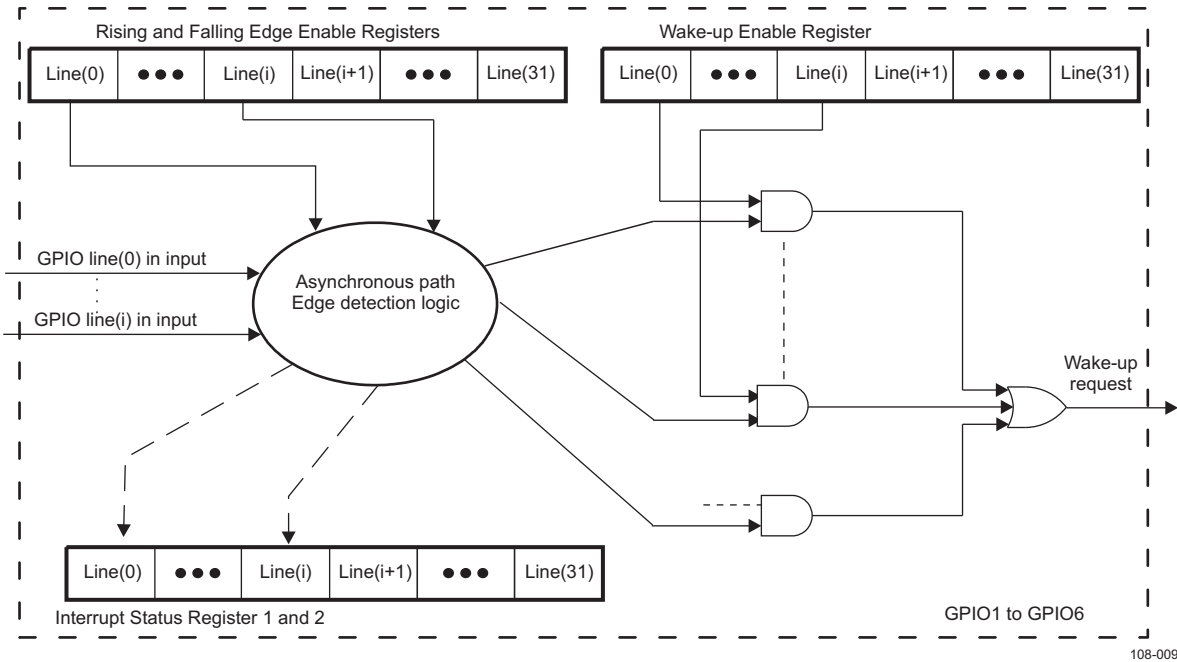 Rising and Falling Edge Enable Registers
Line(0) ●●● Line(i) Line(i+1) ●●● Line(31)
Wake-up Enable Register
Line(0) ●●● Line(i) Line(i+1) ●●● Line(31)
GPIO line(0) in input
GPIO line(i) in input
Asynchronous path
Edge detection logic
Wake-up
request
Line(0) ●●● Line(i) Line(i+1) ●●● Line(31)
Interrupt Status Register 1 and 2
GPIO1 to GPIO6
108-009